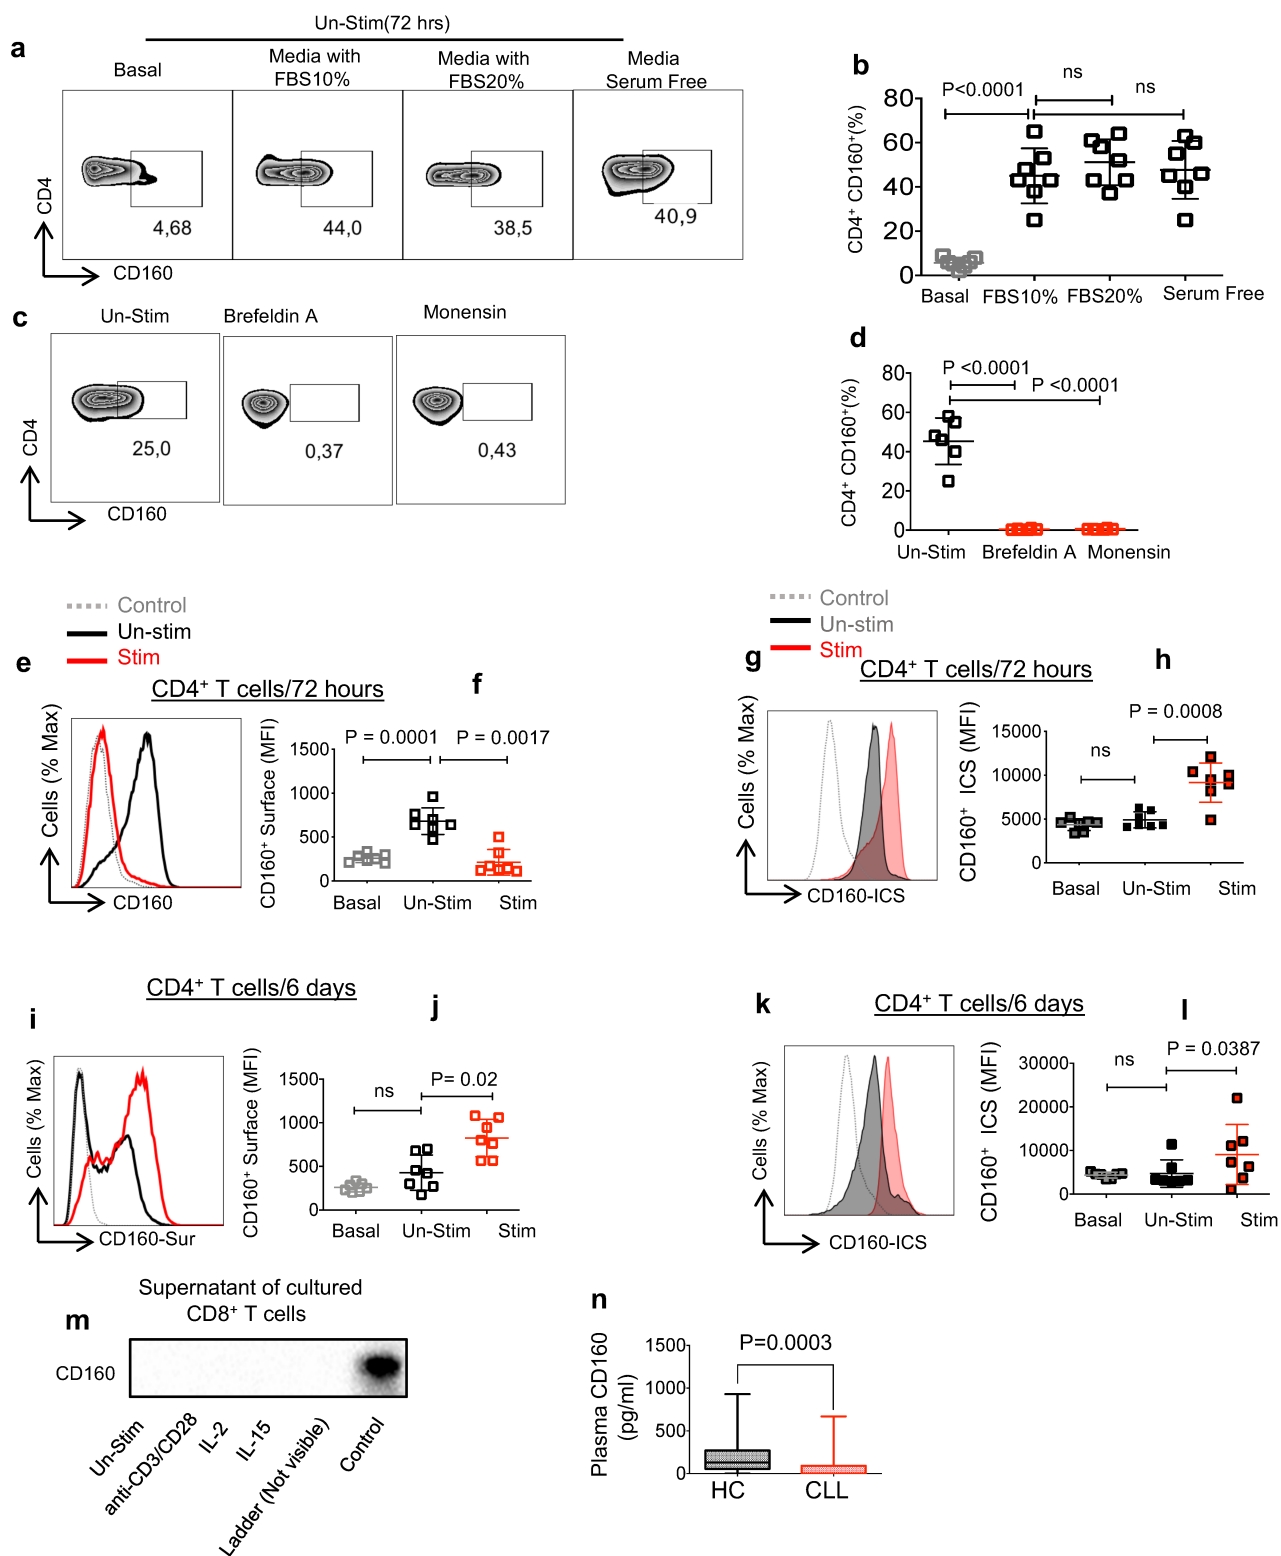 Un-Stim(72 hrs)
a
Basal
Media with
FBS10%
Media with
FBS20%
Media
Serum Free
CD4
4,68
44,0
38,5
40,9
CD160
b
P<0.0001
ns
ns
CD4+ CD160+(%)
80
60
40
20
0
Basal
FBS10%
FBS20%
Serum Free
c
Un-Stim
Brefeldin A
Monensin
CD4
25,0
0,37
0,43
CD160
d
P <0.0001
P <0.0001
CD4+ CD160+(%)
80
60
40
20
0
Un-Stim
Brefeldin A
Monensin
Control
Un-stim
Stim
e
CD4+ T cells/72 hours
Cells (% Max)
CD160
f
P = 0.0001
P = 0.0017
CD160+ Surface (MFI)
1500
1000
500
0
Basal
Un-Stim
Stim
Control
Un-stim
Stim
g
CD4+ T cells/72 hours
Cells (% Max)
CD160-ICS
h
P = 0.0008
ns
CD160+ ICS (MFI)
15000
10000
5000
0
Basal
Un-Stim
Stim
CD4+ T cells/6 days
i
Cells (% Max)
CD160-Sur
j
P= 0.02
ns
CD160+ Surface (MFI)
1500
1000
500
0
Basal
Un-Stim
Stim
k
CD4+ T cells/6 days
Cells (% Max)
CD160-ICS
l
P = 0.0387
ns
CD160+ ICS (MFI)
30000
20000
10000
0
Basal
Un-Stim
Stim
Supernatant of cultured
CD8+ T cells
m
CD160
Un-Stim
anti-CD3/CD28
IL-2
IL-15
Ladder (Not visible)
Control
n
P=0.0003
Plasma CD160
(pg/ml)
1500
1000
500
0
HC
CLL